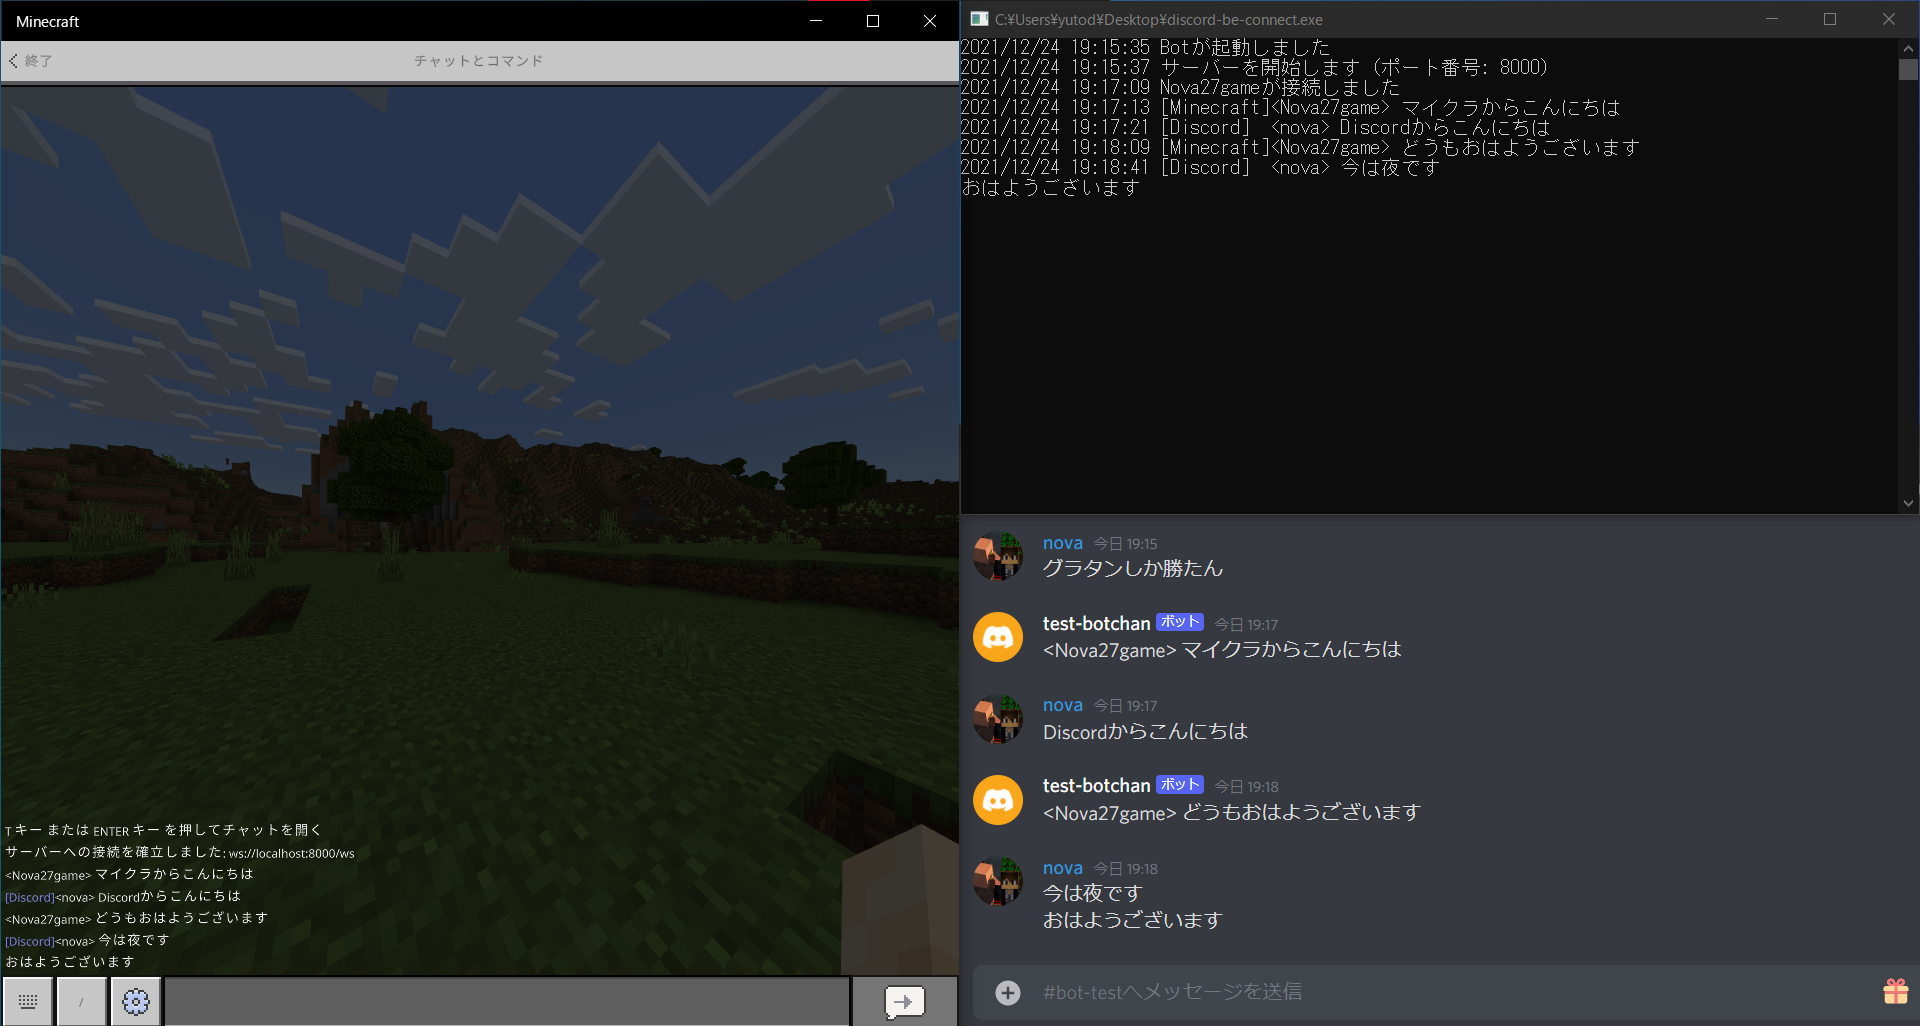 Minecraft
終了
チャットとコマンド
Tキー または ENTERキー を押してチャットを開く
サーバーへの接続を確立しました: ws://localhost:8000/ws
<Nova27game> マイクラからこんにちは
[Discord]<nova> Discordからこんにちは
<Nova27game> どうもおはようございます
[Discord]<nova> 今は夜です
おはようございます
/
C:¥Users¥yutod¥Desktop¥discord-be-connect.exe
2021/12/24 19:15:35 Botが起動しました
2021/12/24 19:15:37 サーバーを開始します (ポート番号: 8000)
2021/12/24 19:17:09 Nova27gameが接続しました
2021/12/24 19:17:13 [Minecraft]<Nova27game> マイクラからこんにちは
2021/12/24 19:17:21 [Discord]  <nova> Discordからこんにちは
2021/12/24 19:18:09 [Minecraft]<Nova27game> どうもおはようございます
2021/12/24 19:18:41 [Discord]  <nova> 今は夜です
おはようございます
nova 今日 19:15
グラタンしか勝たん
test-botchan ボット 今日 19:17
<Nova27game> マイクラからこんにちは
nova 今日 19:17
Discordからこんにちは
test-botchan ボット 今日 19:18
<Nova27game> どうもおはようございます
nova 今日 19:18
今は夜です
おはようございます
#bot-testへメッセージを送信